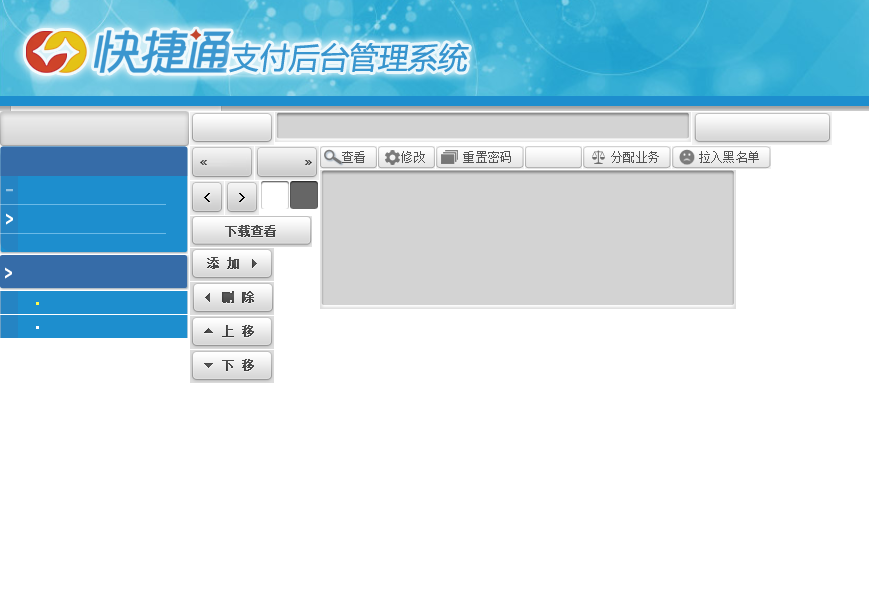 快捷通支付后台管理系统
« » 查看 修改 重置密码 分配业务 拉入黑名单
< >
下载查看
添 加
删 除
上 移
下 移